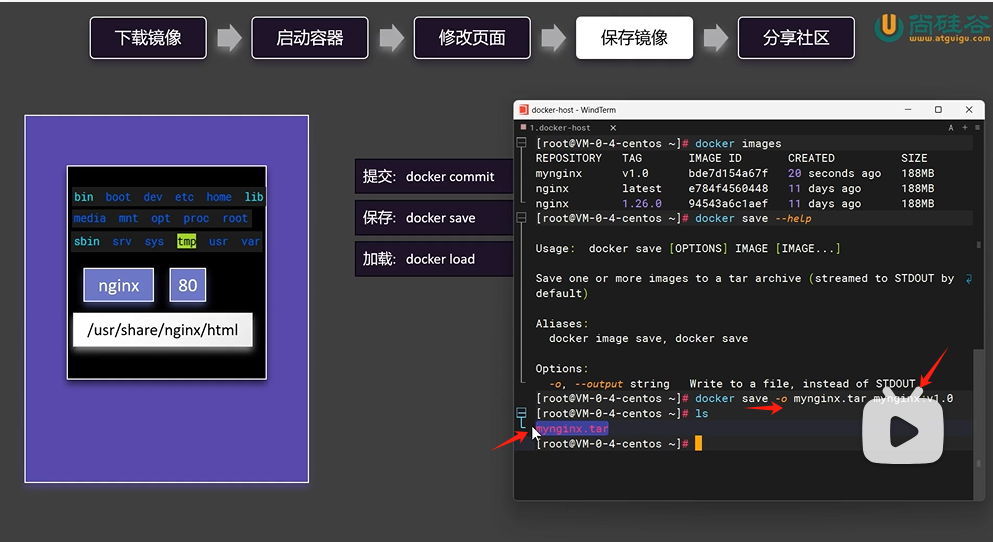 下载镜像
启动容器
修改页面
保存镜像
分享社区
尚硅谷
www.atguigu.com
bin boot dev etc home lib
media mnt opt proc root
sbin srv sys tmp usr var
nginx
80
/usr/share/nginx/html
提交: docker commit
保存: docker save
加载: docker load
docker-host - WindTerm
1.docker-host
A
[root@VM-0-4-centos ~]# docker images
REPOSITORY TAG IMAGE ID CREATED SIZE
mynginx v1.0 bde7d154a67f 20 seconds ago 188MB
nginx latest e784f4560448 11 days ago 188MB
nginx 1.26.0 94543a6c1aef 11 days ago 188MB
[root@VM-0-4-centos ~]# docker save --help
Usage: docker save [OPTIONS] IMAGE [IMAGE...]
Save one or more images to a tar archive (streamed to STDOUT by
default)
Aliases:
docker image save, docker save
Options:
-o, --output string Write to a file, instead of STDOUT
[root@VM-0-4-centos ~]# docker save -o mynginx.tar mynginx:v1.0
[root@VM-0-4-centos ~]# ls
mynginx.tar
[root@VM-0-4-centos ~]#